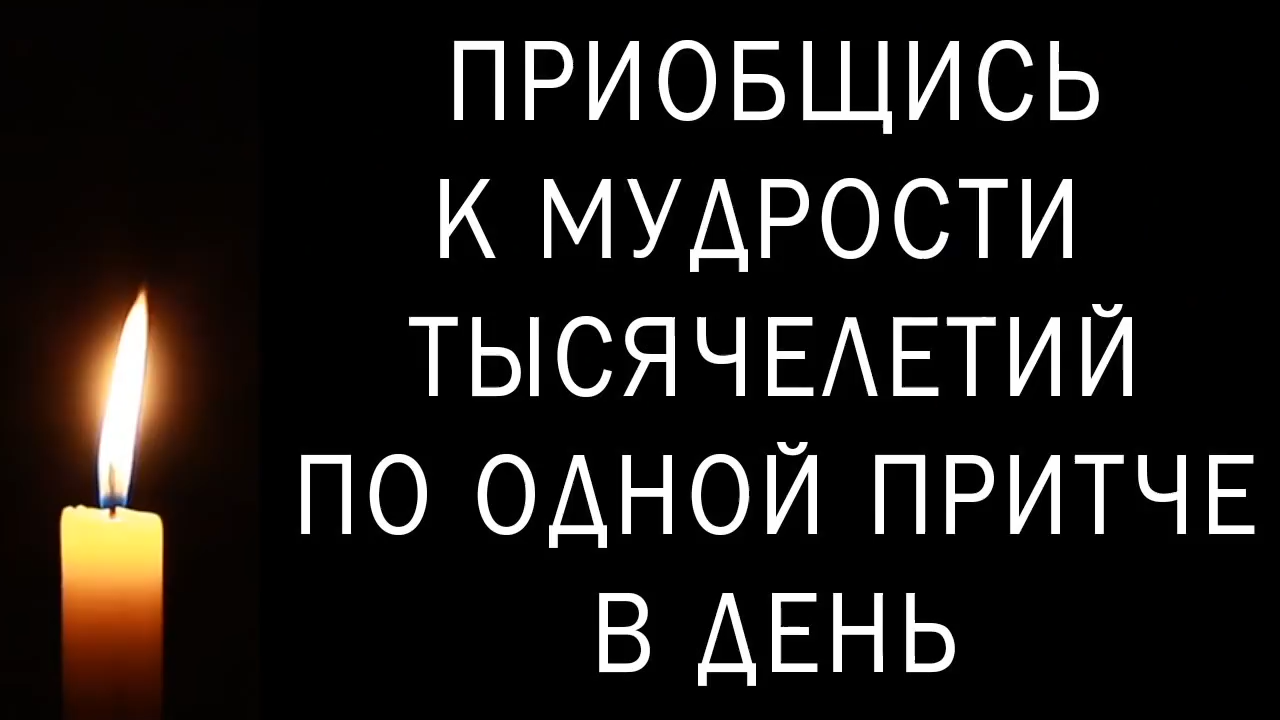 ПРИОБЩИСЬ
К МУДРОСТИ
ТЫСЯЧЕЛЕТИЙ
ПО ОДНОЙ ПРИТЧЕ
В ДЕНЬ